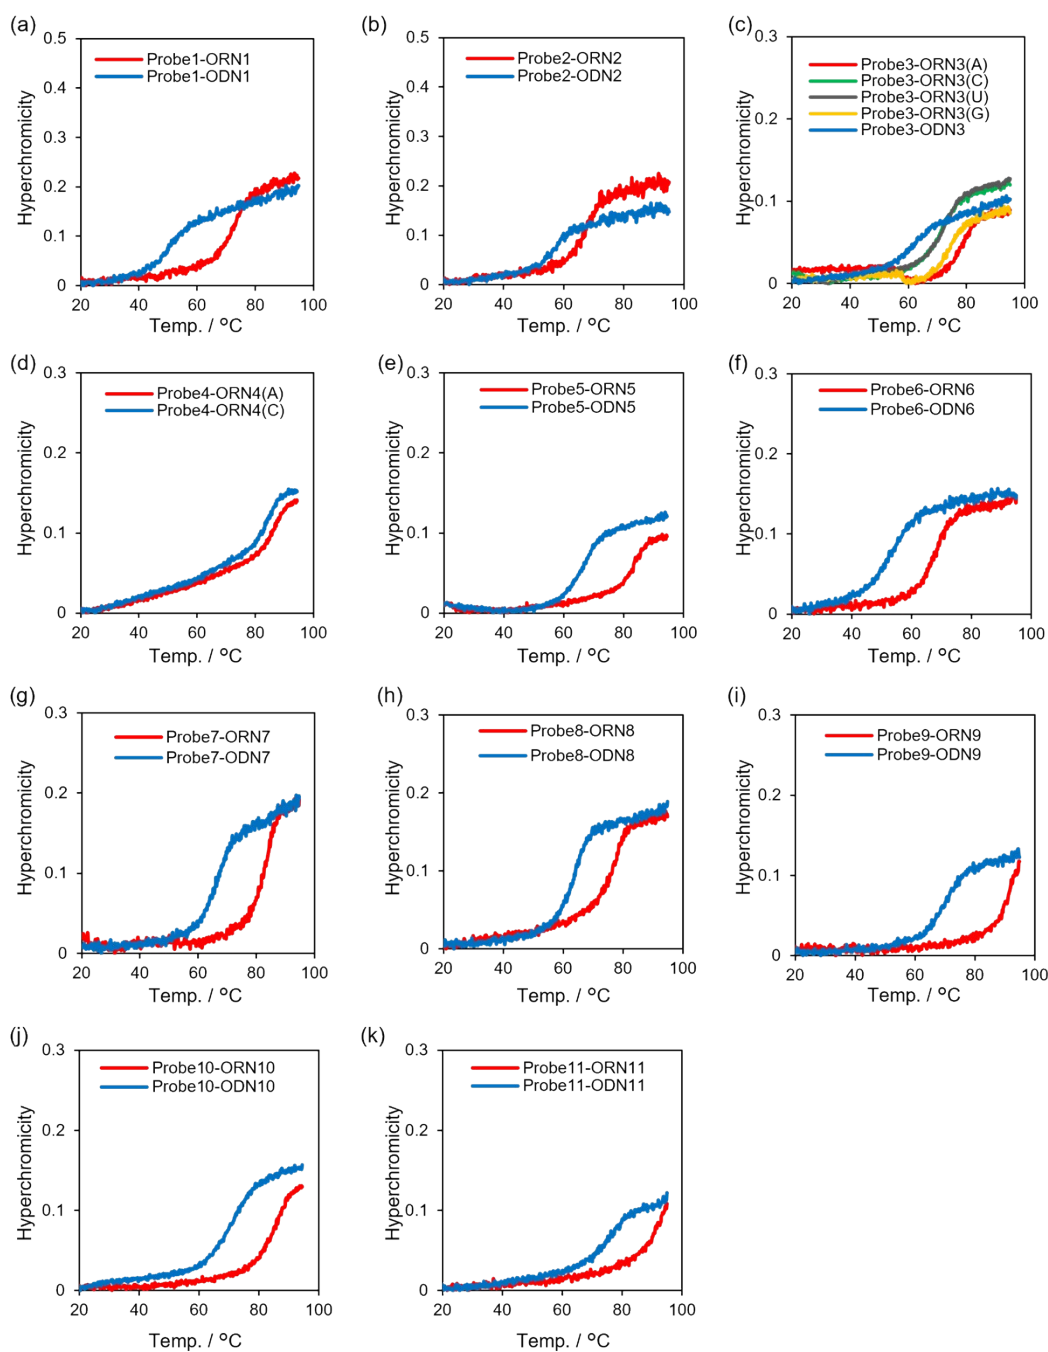 (a)
0.5
0.4
0.3
0.2
0.1
0
Hyperchromicity
Probe1-ORN1
Probe1-ODN1
20 40 60 80 100
Temp. / °C
(b)
0.5
0.4
0.3
0.2
0.1
0
Hyperchromicity
Probe2-ORN2
Probe2-ODN2
20 40 60 80 100
Temp. / °C
(c)
0.3
0.2
0.1
0
Hyperchromicity
Probe3-ORN3(A)
Probe3-ORN3(C)
Probe3-ORN3(U)
Probe3-ORN3(G)
Probe3-ODN3
20 40 60 80 100
Temp. / °C
(d)
0.3
0.2
0.1
0
Hyperchromicity
Probe4-ORN4(A)
Probe4-ORN4(C)
20 40 60 80 100
Temp. / °C
(e)
0.3
0.2
0.1
0
Hyperchromicity
Probe5-ORN5
Probe5-ODN5
20 40 60 80 100
Temp. / °C
(f)
0.3
0.2
0.1
0
Hyperchromicity
Probe6-ORN6
Probe6-ODN6
20 40 60 80 100
Temp. / °C
(g)
0.3
0.2
0.1
0
Hyperchromicity
Probe7-ORN7
Probe7-ODN7
20 40 60 80 100
Temp. / °C
(h)
0.3
0.2
0.1
0
Hyperchromicity
Probe8-ORN8
Probe8-ODN8
20 40 60 80 100
Temp. / °C
(i)
0.3
0.2
0.1
0
Hyperchromicity
Probe9-ORN9
Probe9-ODN9
20 40 60 80 100
Temp. / °C
(j)
0.3
0.2
0.1
0
Hyperchromicity
Probe10-ORN10
Probe10-ODN10
20 40 60 80 100
Temp. / °C
(k)
0.3
0.2
0.1
0
Hyperchromicity
Probe11-ORN11
Probe11-ODN11
20 40 60 80 100
Temp. / °C